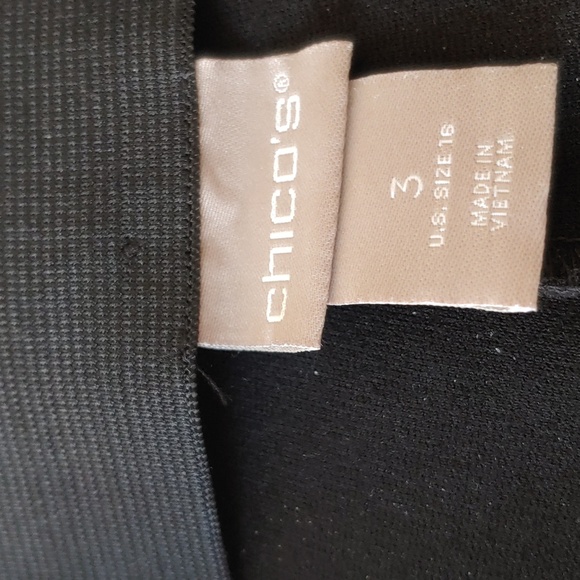 chico's®
3
U.S. SIZE 16
MADE IN
VIETNAM